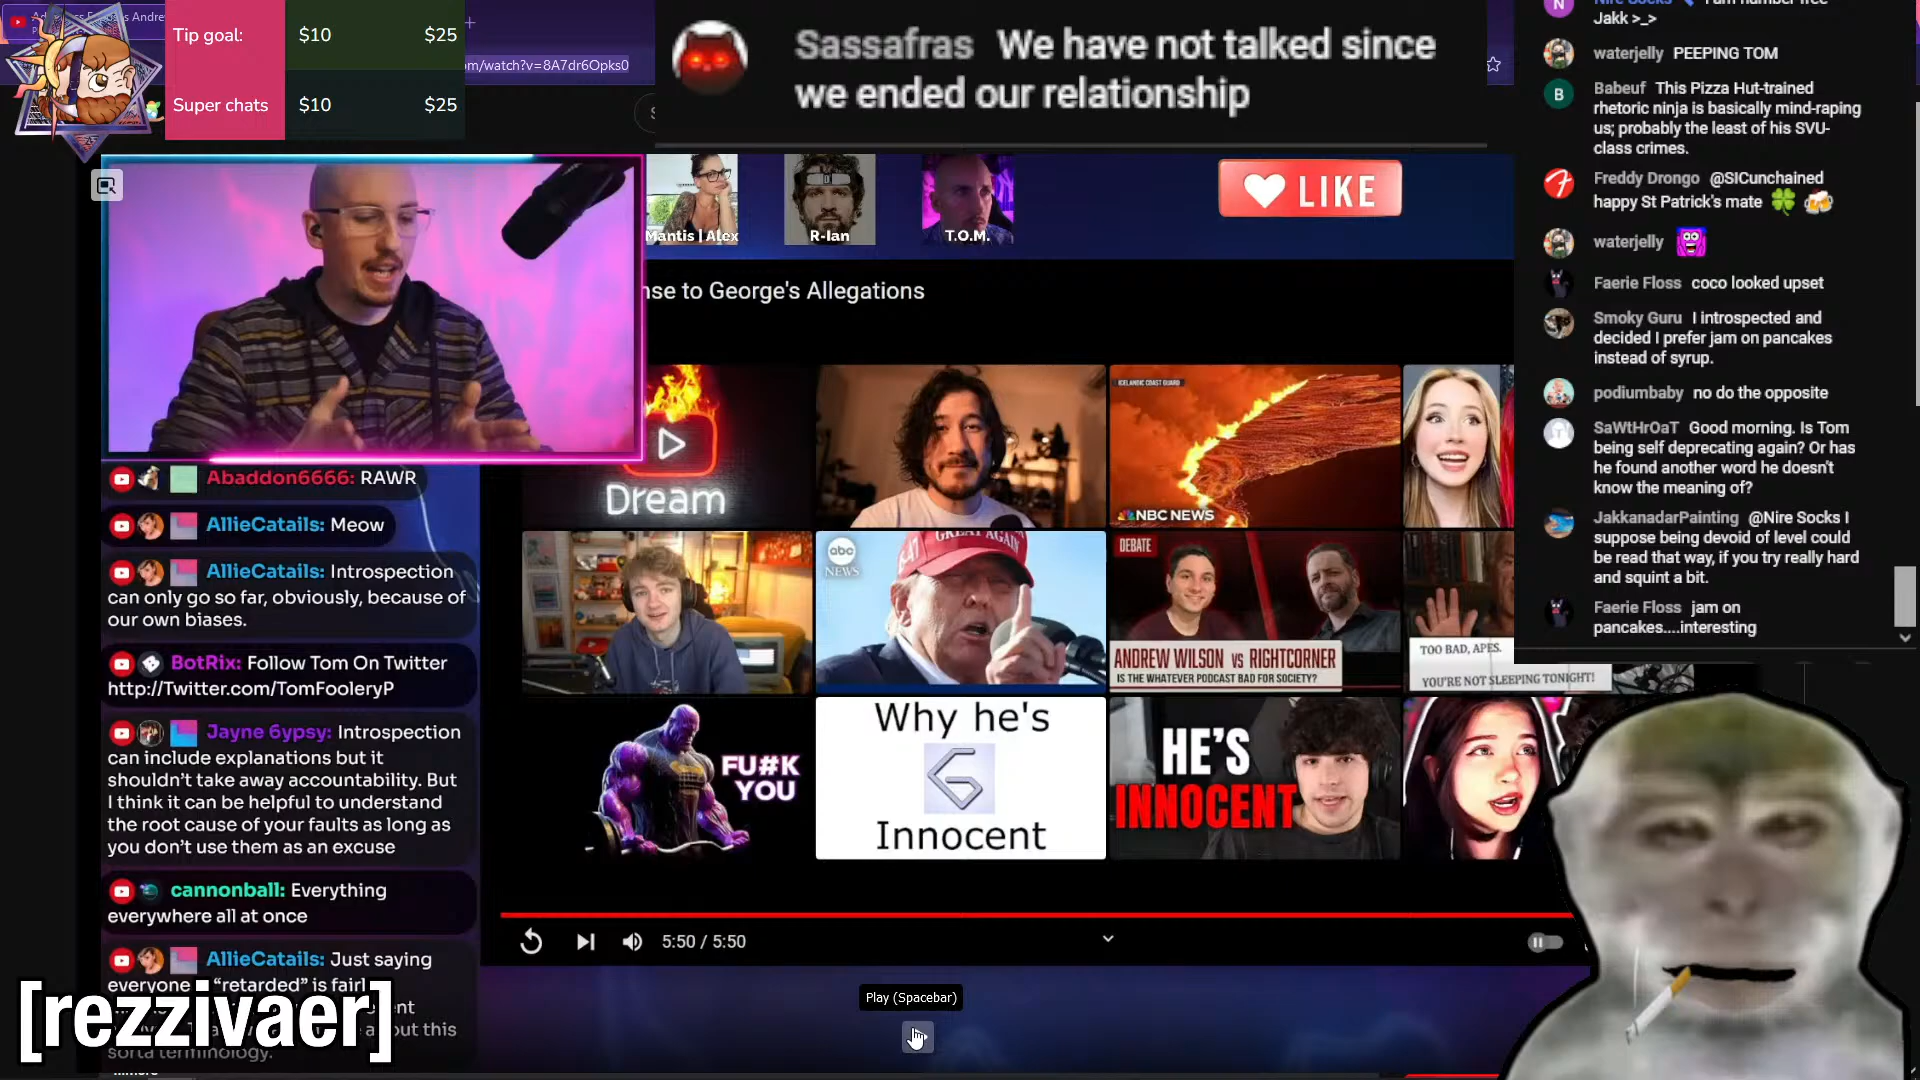 Tip goal:
$10
$25
Super chats
$10
$25
om/watch?v=8A7dr6Opks0
Sassafras We have not talked since
we ended our relationship
Mantis | Alex
R-Ian
T.O.M.
LIKE
nse to George's Allegations
Dream
NBC NEWS
abc
NEWS
GREAT AGAIN
DEBATE
ANDREW WILSON VS RIGHTCORNER
IS THE WHATEVER PODCAST BAD FOR SOCIETY?
TOO BAD, APES.
YOU'RE NOT SLEEPING TONIGHT!
FU#K
YOU
Why he's
Innocent
HE'S
INNOCENT
5:50 / 5:50
Play (Spacebar)
Abaddon6666: RAWR
AllieCatails: Meow
AllieCatails: Introspection
can only go so far, obviously, because of
our own biases.
BotRix: Follow Tom On Twitter
http://Twitter.com/TomFooleryP
Jayne 6ypsy: Introspection
can include explanations but it
shouldn't take away accountability. But
I think it can be helpful to understand
the root cause of your faults as long as
you don't use them as an excuse
cannonball: Everything
everywhere all at once
AllieCatails: Just saying
everyone is "retarded" is fair!
sorta terminology.
[rezzivaer]
Jakk >_>
waterjelly PEEPING TOM
Babeuf This Pizza Hut-trained
rhetoric ninja is basically mind-raping
us; probably the least of his SVU-
class crimes.
Freddy Drongo @SICunchained
happy St Patrick's mate
waterjelly
Faerie Floss coco looked upset
Smoky Guru I introspected and
decided I prefer jam on pancakes
instead of syrup.
podiumbaby no do the opposite
SaWtHrOaT Good morning. Is Tom
being self deprecating again? Or has
he found another word he doesn't
know the meaning of?
JakkanadarPainting @Nire Socks I
suppose being devoid of level could
be read that way, if you try really hard
and squint a bit.
Faerie Floss jam on
pancakes....interesting